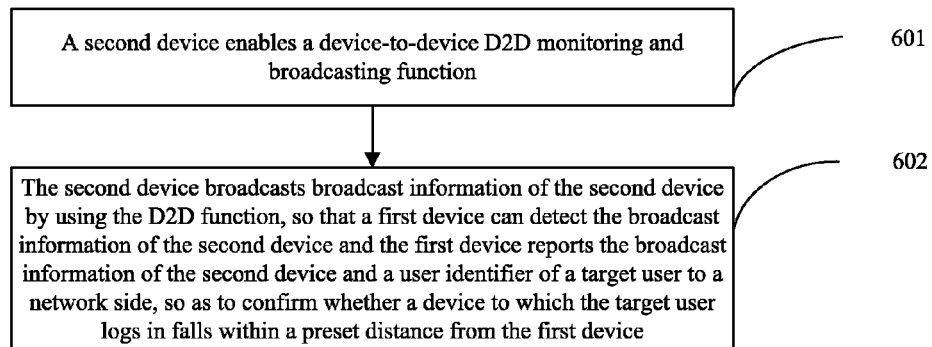 A second device enables a device-to-device D2D monitoring and
broadcasting function
601
The second device broadcasts broadcast information of the second device
by using the D2D function, so that a first device can detect the broadcast
information of the second device and the first device reports the broadcast
information of the second device and a user identifier of a target user to a
network side, so as to confirm whether a device to which the target user
logs in falls within a preset distance from the first device
602